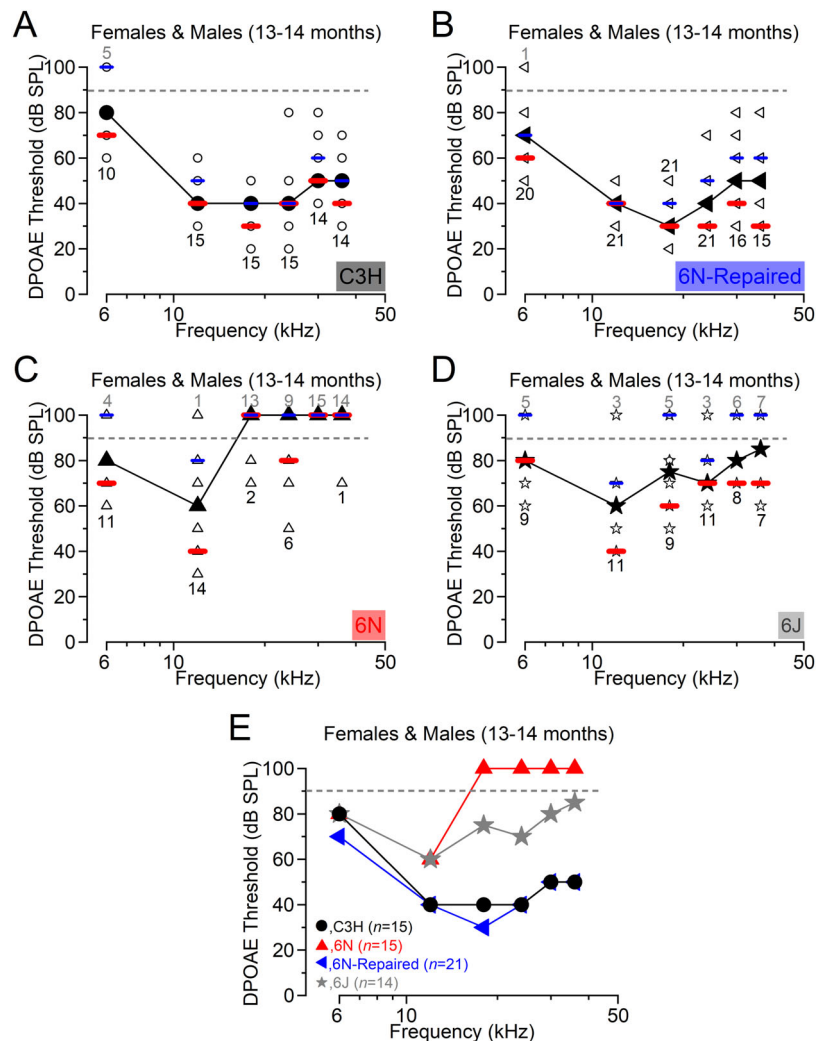 A
Females & Males (13-14 months)
DPOAE Threshold (dB SPL)
100
80
60
40
20
0
5
10
15
15
15
14
14
C3H
6
10
50
Frequency (kHz)
B
Females & Males (13-14 months)
DPOAE Threshold (dB SPL)
100
80
60
40
20
0
1
20
21
21
21
16
15
6N-Repaired
6
10
50
Frequency (kHz)
C
Females & Males (13-14 months)
DPOAE Threshold (dB SPL)
100
80
60
40
20
0
4
1
13
9
15
14
11
14
2
6
1
6N
6
10
50
Frequency (kHz)
D
Females & Males (13-14 months)
DPOAE Threshold (dB SPL)
100
80
60
40
20
0
5
3
5
3
6
7
9
11
9
11
8
7
6J
6
10
50
Frequency (kHz)
E
Females & Males (13-14 months)
DPOAE Threshold (dB SPL)
100
80
60
40
20
0
,C3H (n=15)
,6N (n=15)
,6N-Repaired (n=21)
,6J (n=14)
6
10
50
Frequency (kHz)